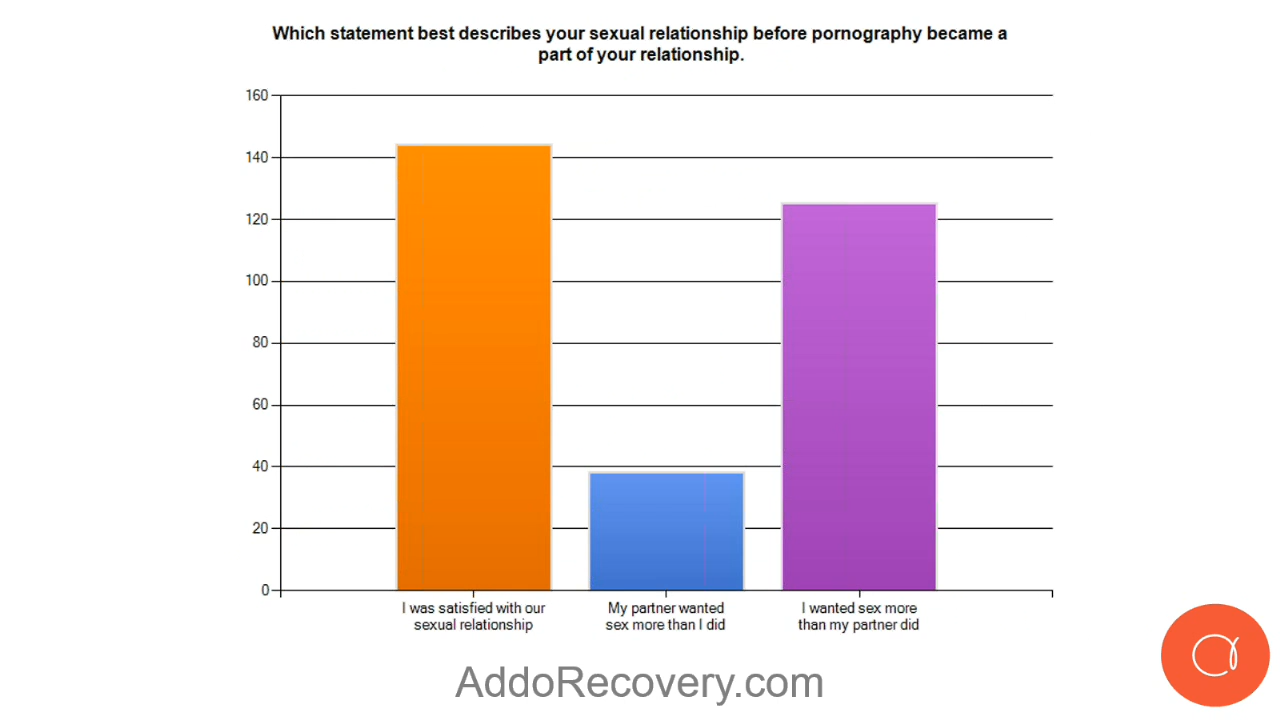 Which statement best describes your sexual relationship before pornography became a
part of your relationship.
160
140
120
100
80
60
40
20
0
I was satisfied with our
sexual relationship
My partner wanted
sex more than I did
I wanted sex more
than my partner did
AddoRecovery.com